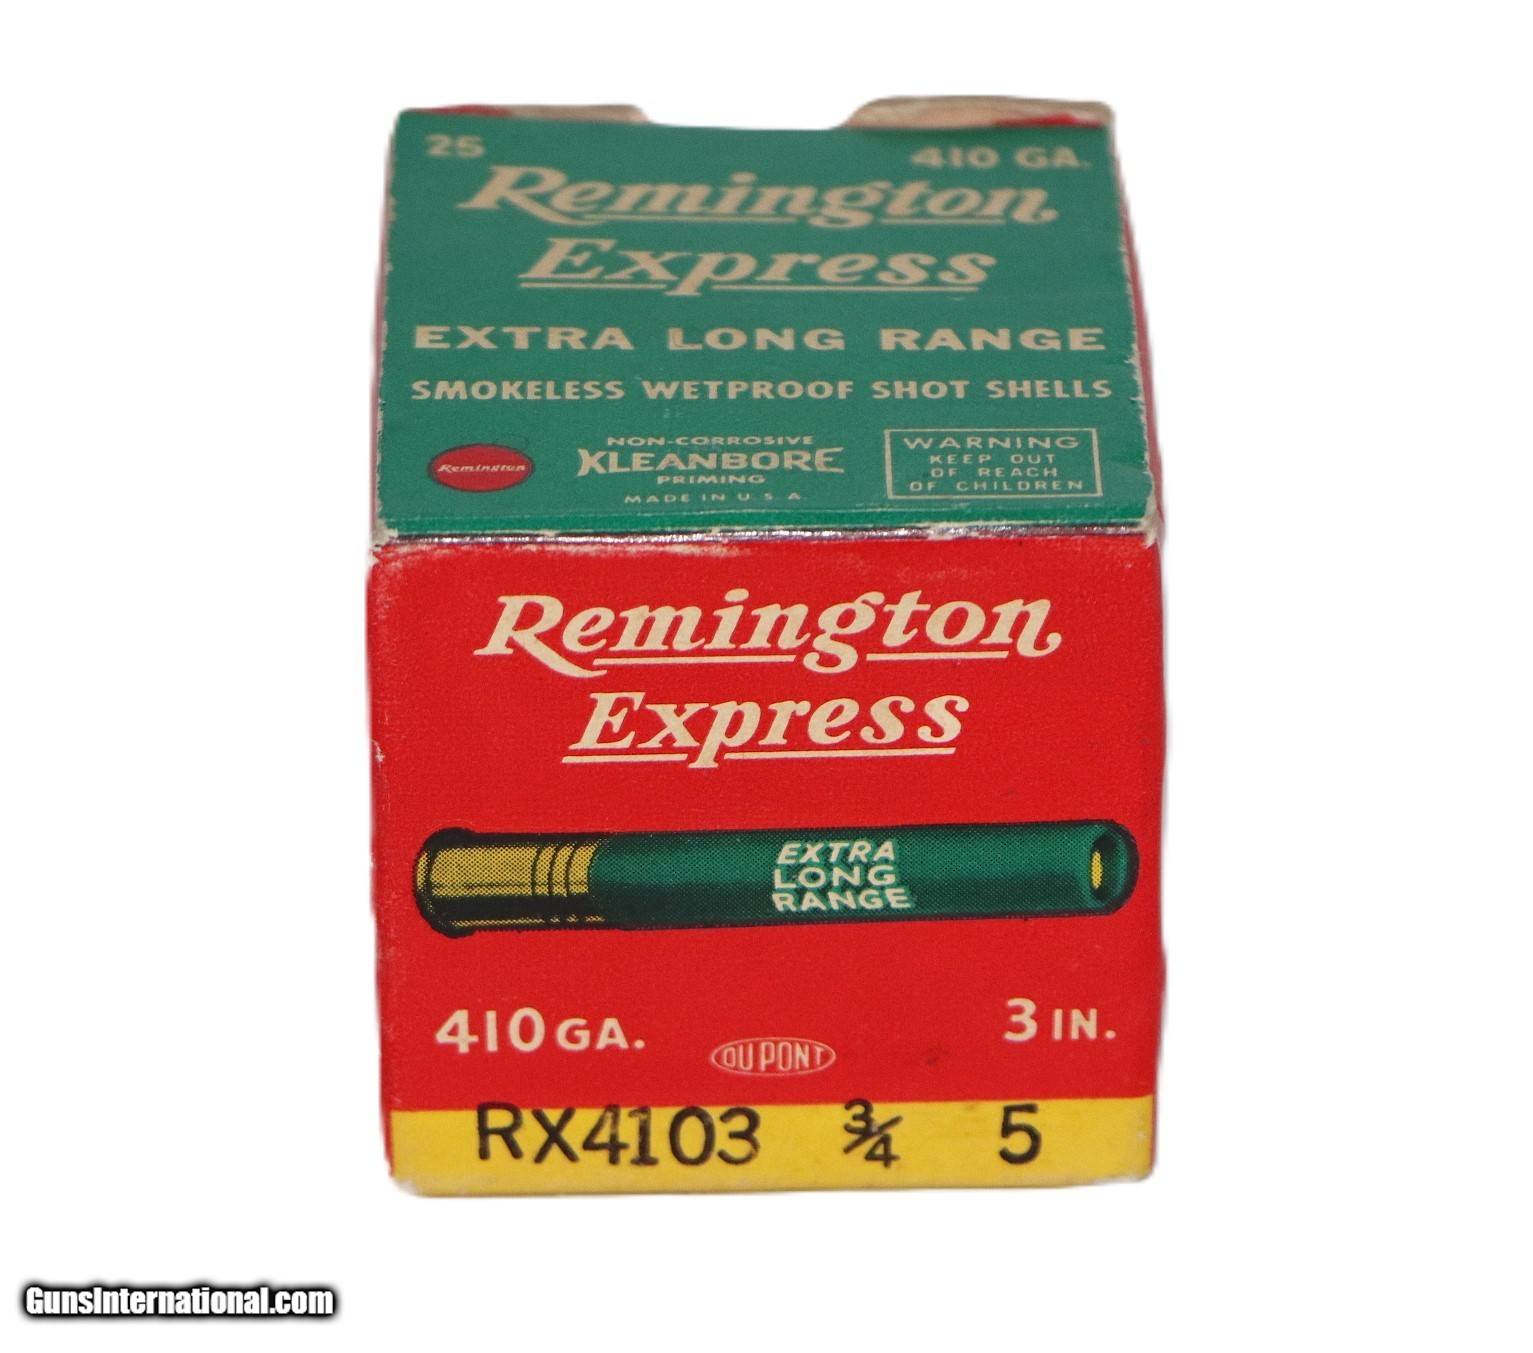 25 410 GA.
Remington
Express
EXTRA LONG RANGE
SMOKELESS WETPROOF SHOT SHELLS
Remington
NON-CORROSIVE
KLEANBORE
PRIMING
MADE IN U.S.A.
WARNING
KEEP OUT
OF REACH
OF CHILDREN
Remington
Express
EXTRA
LONG
RANGE
410 GA. 3 IN.
DU PONT
RX4103 3/4 5
GunsInternational.com